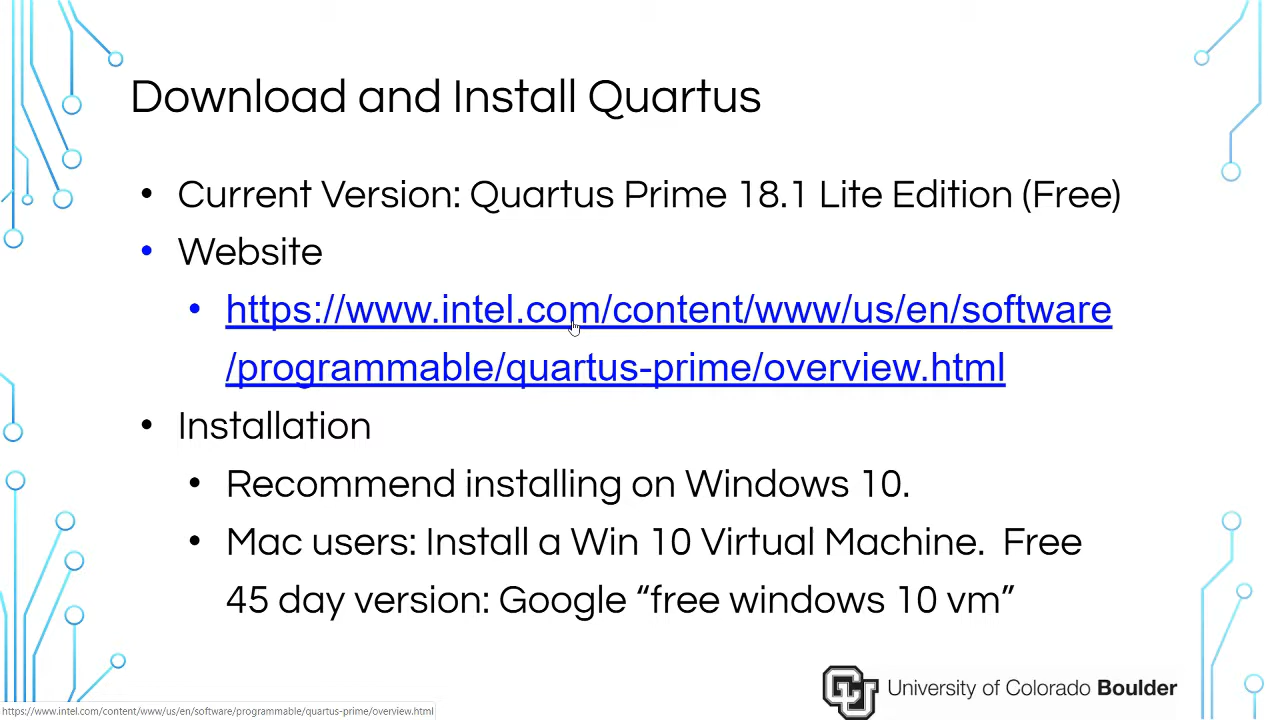 Download and Install Quartus
• Current Version: Quartus Prime 18.1 Lite Edition (Free)
• Website
• https://www.intel.com/content/www/us/en/software
/programmable/quartus-prime/overview.html
• Installation
• Recommend installing on Windows 10.
• Mac users: Install a Win 10 Virtual Machine.  Free
45 day version: Google “free windows 10 vm”
CU University of Colorado Boulder
https://www.intel.com/content/www/us/en/software/programmable/quartus-prime/overview.html